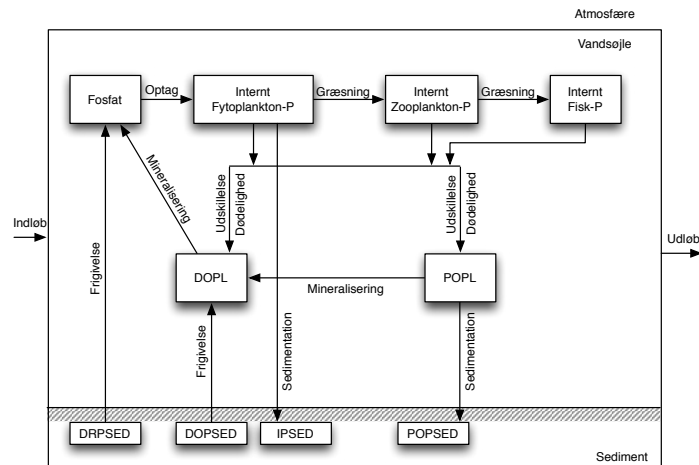 Atmosfære
Vandsøjle
Fosfat
Optag
Internt
Fytoplankton-P
Græsning
Internt
Zooplankton-P
Græsning
Internt
Fisk-P
Mineralisering
Udskillelse
Dødelighed
Udskillelse
Dødelighed
Indløb
Udløb
Frigivelse
DOPL
Mineralisering
POPL
Frigivelse
Sedimentation
Sedimentation
DRPSED
DOPSED
IPSED
POPSED
Sediment